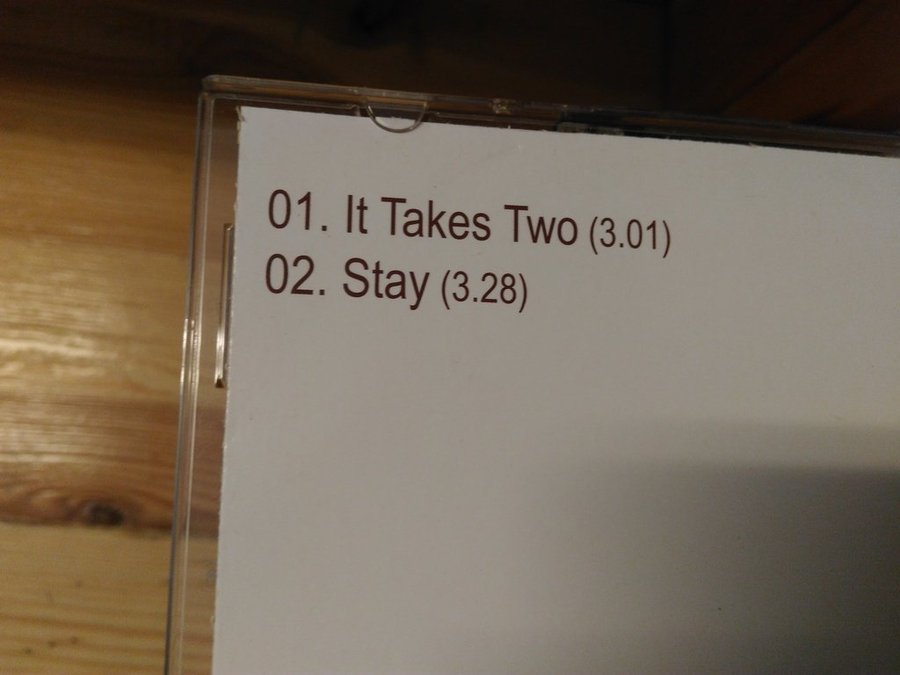 01. It Takes Two (3.01)
02. Stay (3.28)